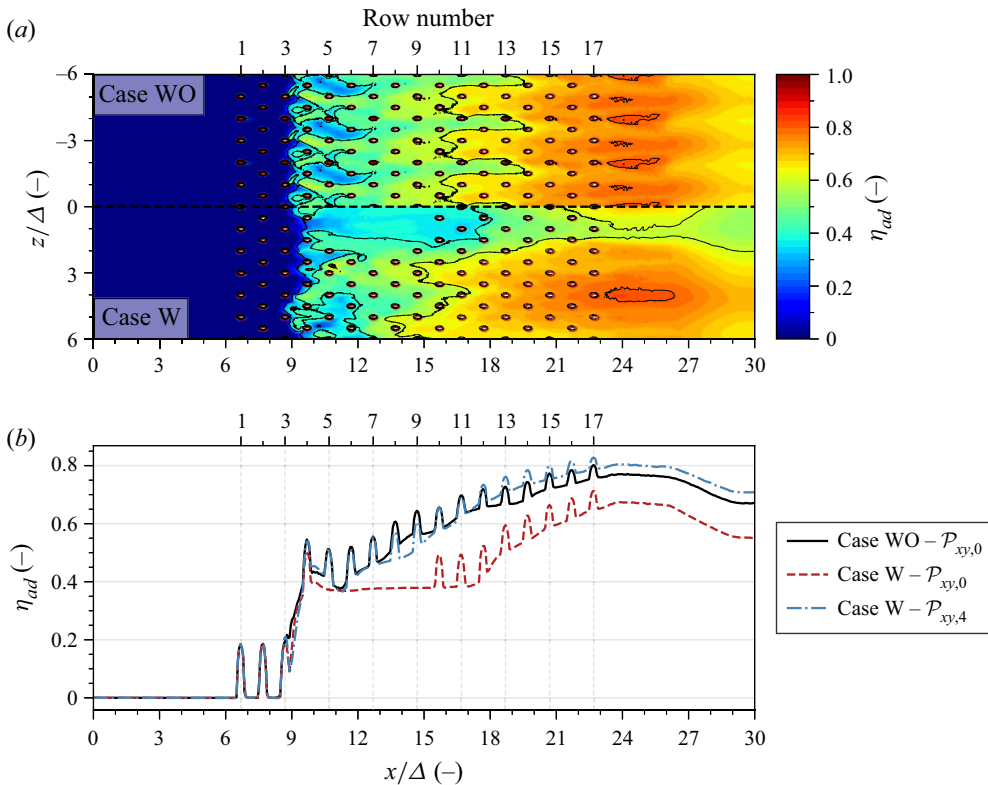 (a)
Row number
1 3 5 7 9 11 13 15 17
−6
−3
0
3
6
z/Δ (–)
Case WO
Case W
0 3 6 9 12 15 18 21 24 27 30
1.0
0.8
0.6
0.4
0.2
0
η_ad (–)
(b)
1 3 5 7 9 11 13 15 17
0.8
0.6
0.4
0.2
0
η_ad (–)
0 3 6 9 12 15 18 21 24 27 30
x/Δ (–)
Case WO – 𝒫_xy,0
Case W – 𝒫_xy,0
Case W – 𝒫_xy,4